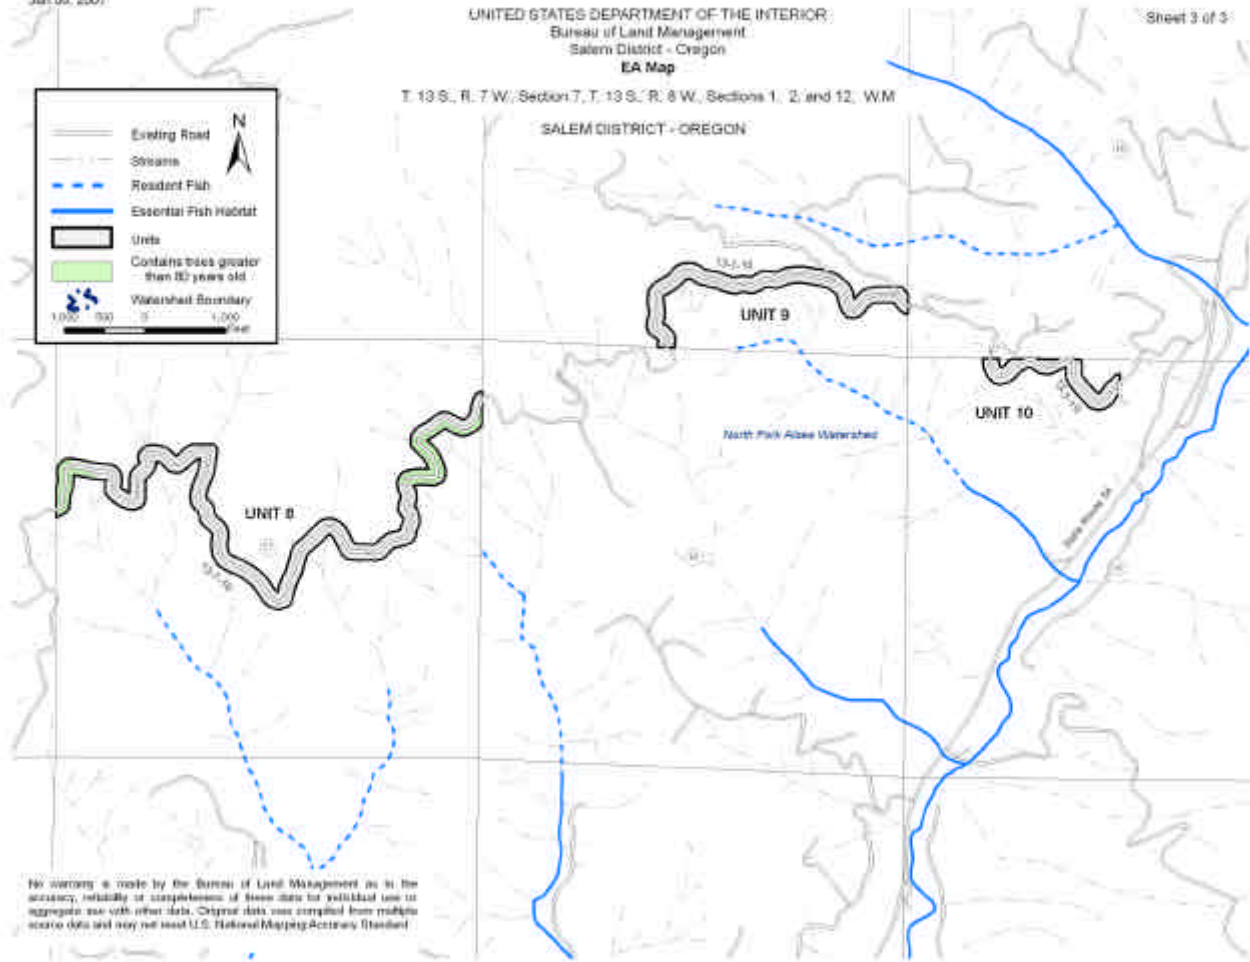 UNITED STATES DEPARTMENT OF THE INTERIOR
Bureau of Land Management
Salem District - Oregon
EA Map
Sheet 3 of 3
T. 13 S., R. 7 W., Section 7, T. 13 S., R. 8 W., Sections 1, 2, and 12, W.M
SALEM DISTRICT - OREGON
N
Existing Road
Streams
Resident Fish
Essential Fish Habitat
Units
Contains trees greater
than 80 years old
Watershed Boundary
1,000 500 0 1,000
Feet
UNIT 9
UNIT 10
North Fork Alsea Watershed
UNIT 8
State Route 34
No warranty is made by the Bureau of Land Management as to the
accuracy, reliability or completeness of these data for individual use or
aggregate use with other data. Original data was compiled from multiple
source data and may not meet U.S. National Mapping Accuracy Standard